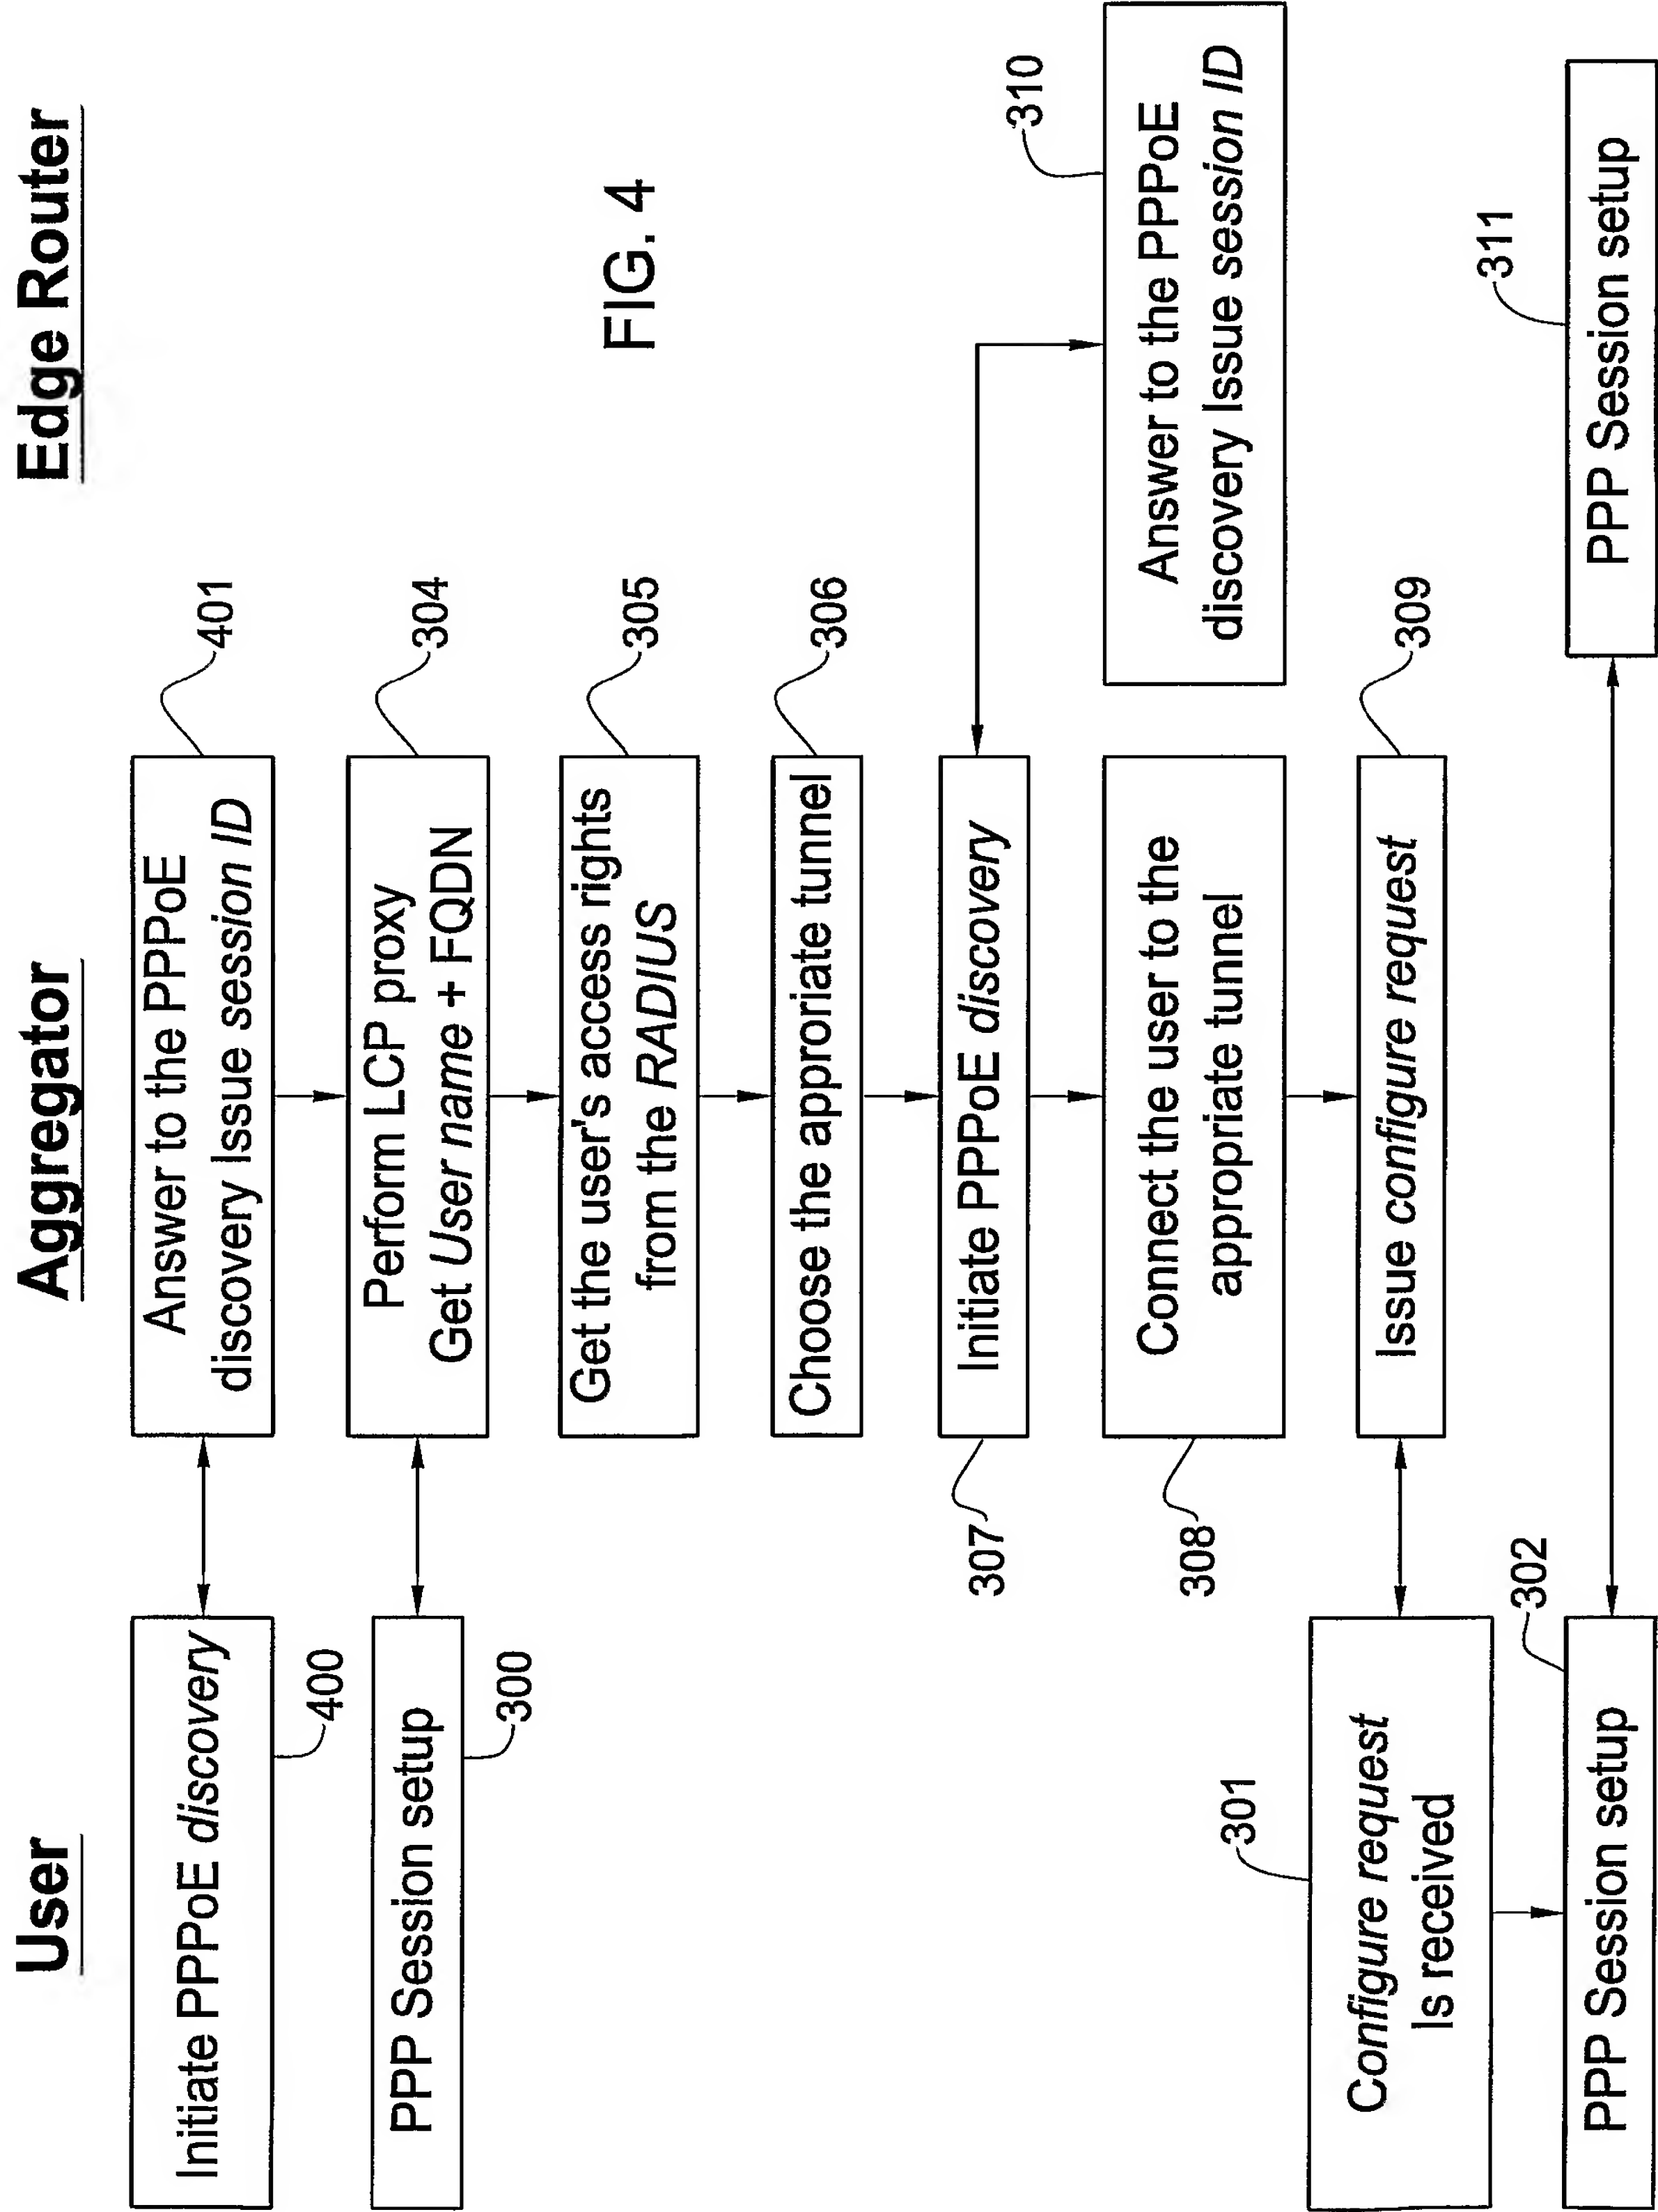 User
Aggregator
Edge Router
Initiate PPPoE discovery
400
Answer to the PPPoE
discovery Issue session ID
401
PPP Session setup
300
Perform LCP proxy
Get User name + FQDN
304
Get the user's access rights
from the RADIUS
305
Choose the appropriate tunnel
306
FIG. 4
Initiate PPPoE discovery
307
Answer to the PPPoE
discovery Issue session ID
310
Connect the user to the
appropriate tunnel
308
Configure request
Is received
301
Issue configure request
309
PPP Session setup
302
PPP Session setup
311